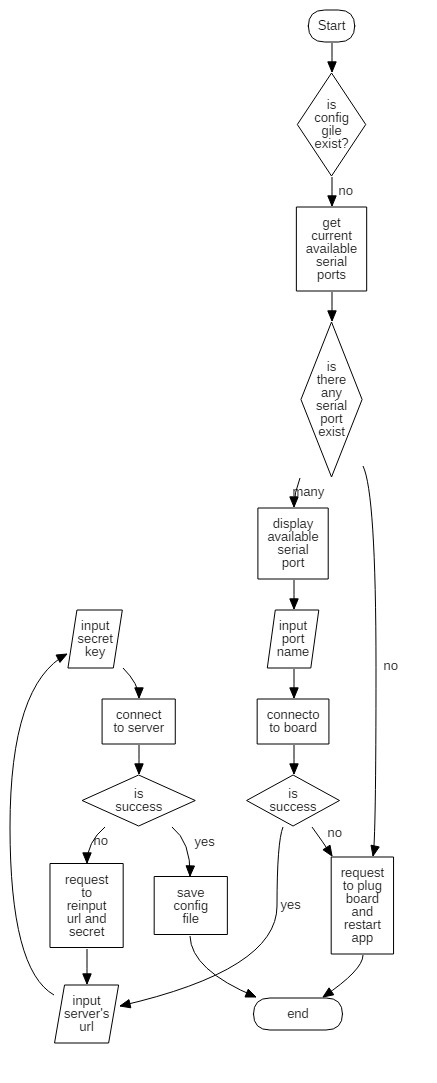 Start
is
config
gile
exist?
no
get
current
available
serial
ports
is
there
any
serial
port
exist
many
display
available
serial
port
no
input
secret
key
input
port
name
connect
to server
connecto
to board
is
success
is
success
no
yes
no
request
to
reinput
url and
secret
save
config
file
yes
request
to plug
board
and
restart
app
input
server's
url
end